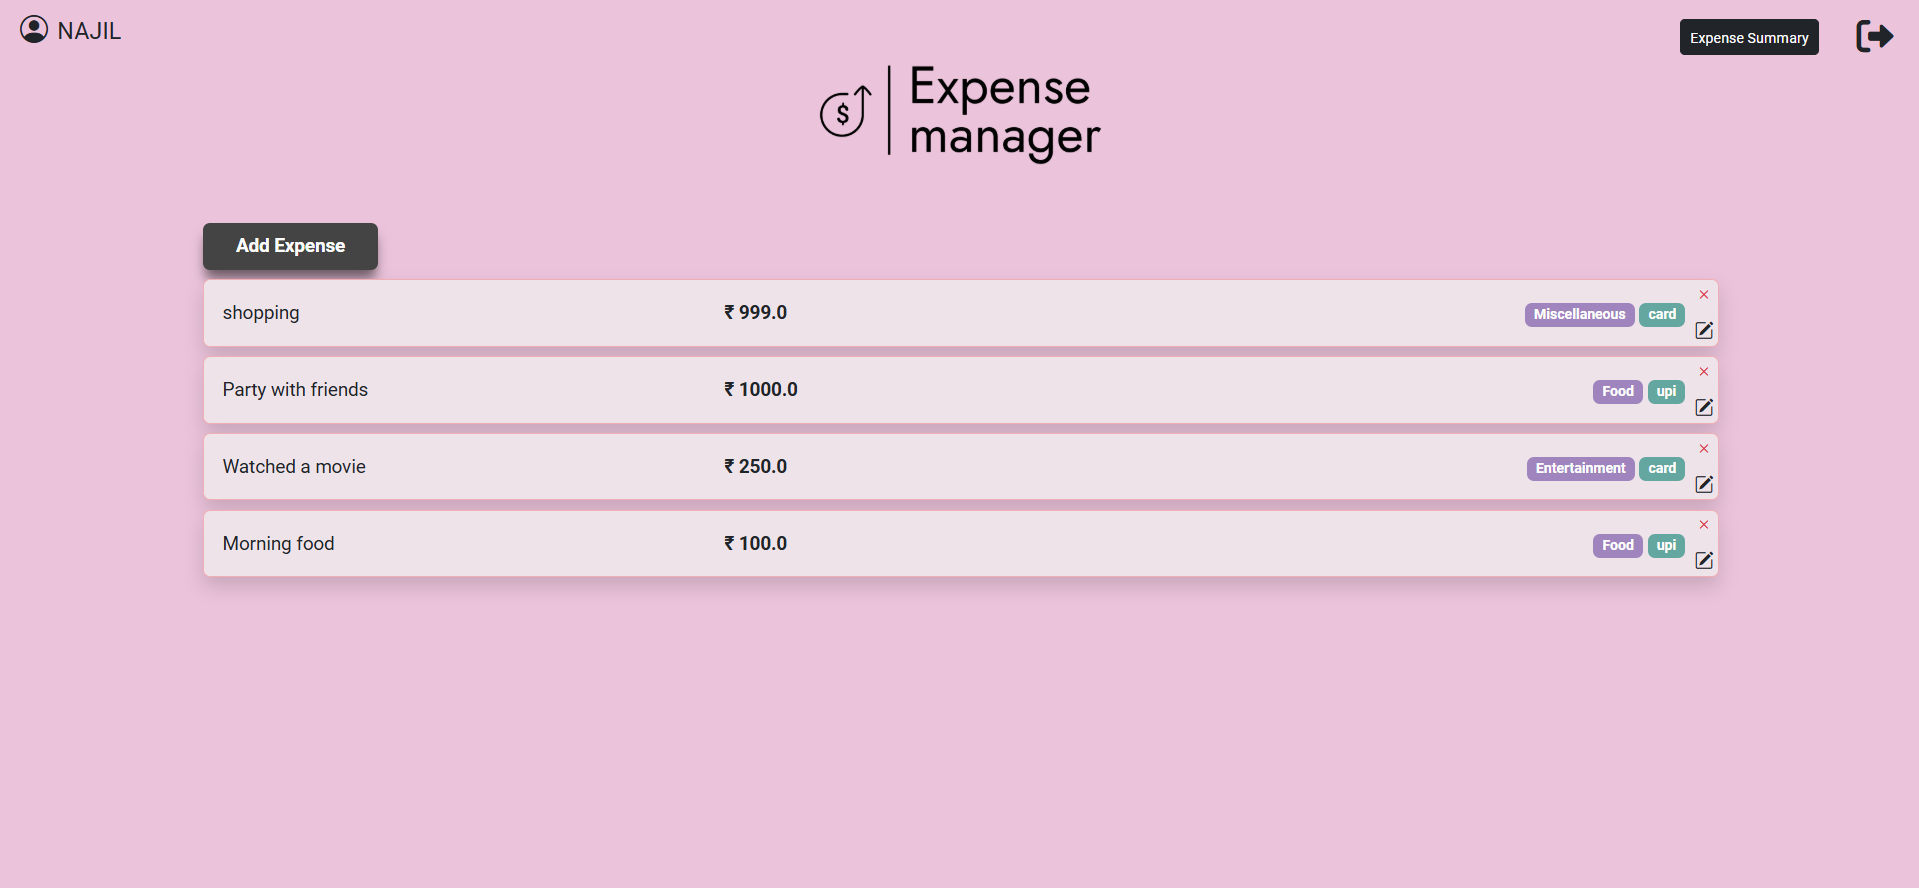 NAJIL
Expense Summary
$
Expense
manager
Add Expense
shopping ₹ 999.0 Miscellaneous card
Party with friends ₹ 1000.0 Food upi
Watched a movie ₹ 250.0 Entertainment card
Morning food ₹ 100.0 Food upi